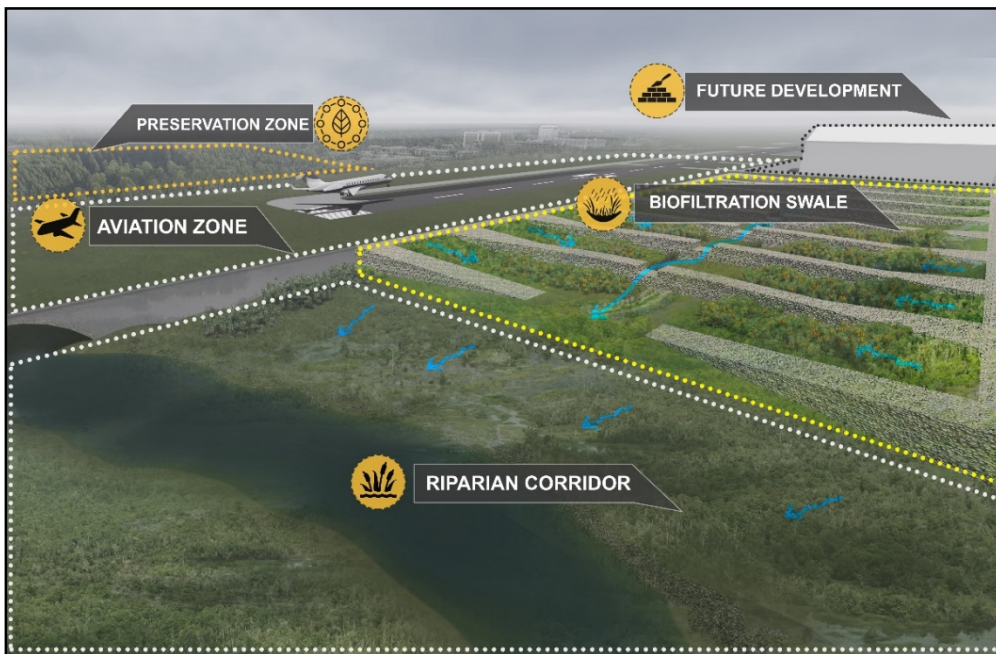 FUTURE DEVELOPMENT
PRESERVATION ZONE
BIOFILTRATION SWALE
AVIATION ZONE
RIPARIAN CORRIDOR